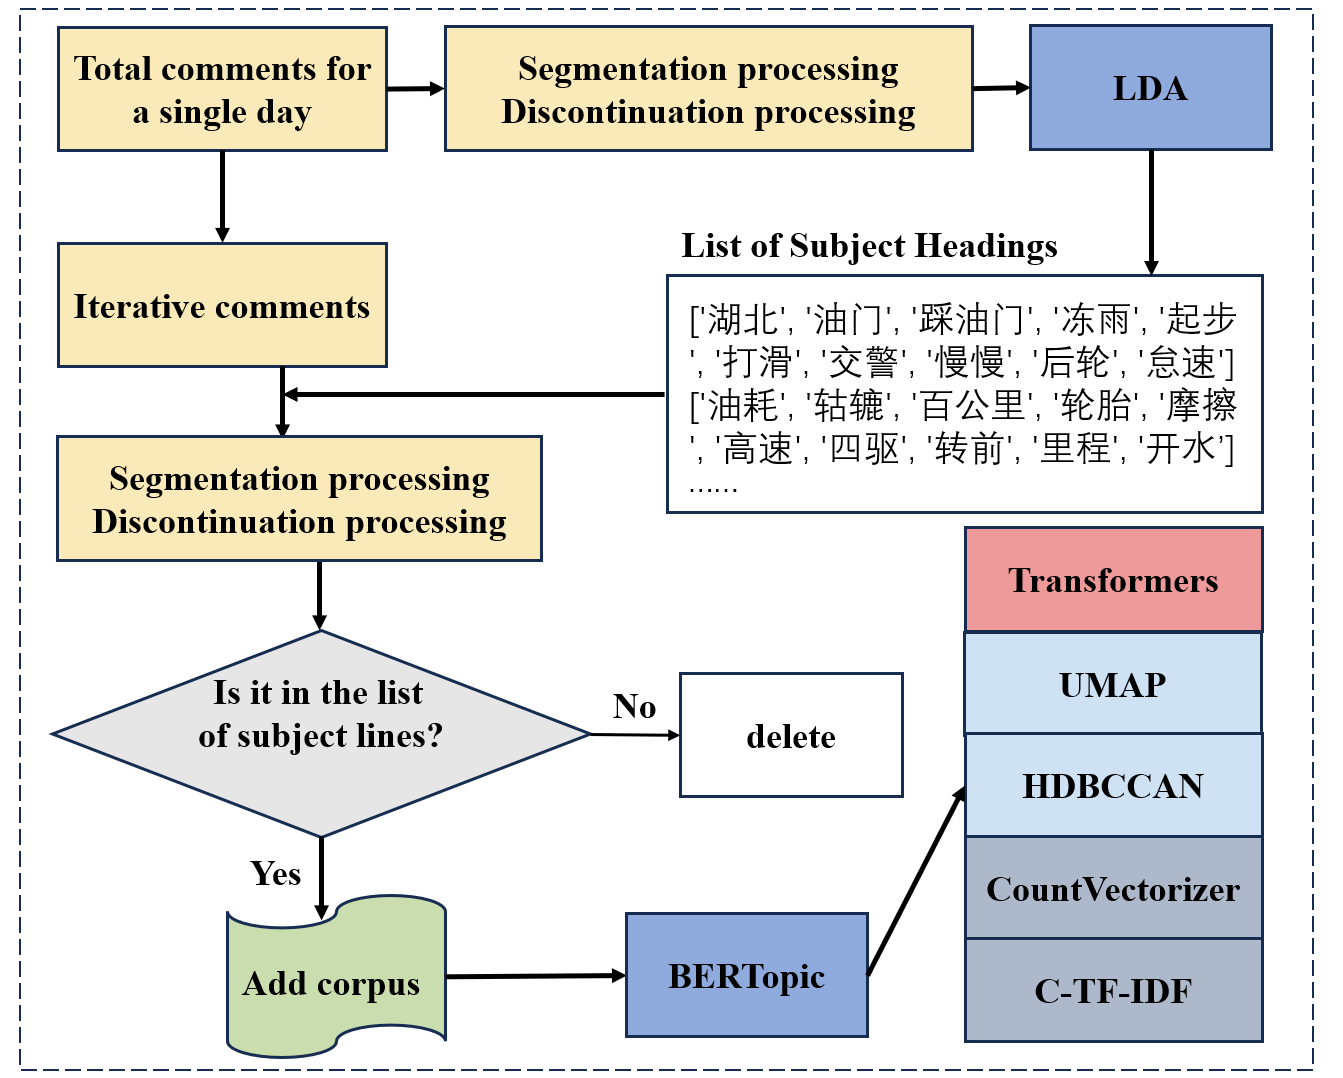 Total comments for
a single day
Segmentation processing
Discontinuation processing
LDA
List of Subject Headings
Iterative comments
['湖北', '油门', '踩油门', '冻雨', '起步
', '打滑', '交警', '慢慢', '后轮', '怠速']
['油耗', '轱辘', '百公里', '轮胎', '摩擦
', '高速', '四驱', '转前', '里程', '开水']
......
Segmentation processing
Discontinuation processing
Transformers
UMAP
HDBCCAN
CountVectorizer
C-TF-IDF
Is it in the list
of subject lines?
No
delete
Yes
Add corpus
BERTopic